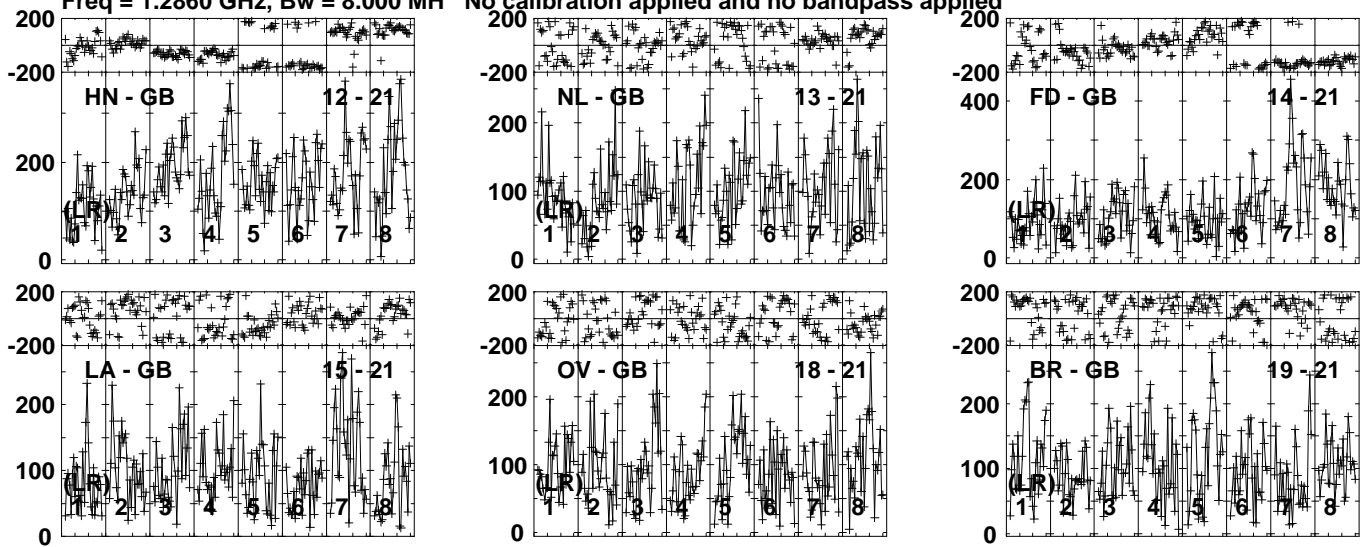 Freq = 1.2860 GHz, Bw = 8.000 MH   No calibration applied and no bandpass applied
200 200 200
-200 -200 -200
HN - GB 12 - 21 NL - GB 13 - 21 FD - GB 14 - 21
400
200 200 200
100
(LR) (LR) (LR)
1 2 3 4 5 6 7 8 1 2 3 4 5 6 7 8 1 2 3 4 5 6 7 8
0 0 0
200 200 200
-200 -200 -200
LA - GB 15 - 21 OV - GB 18 - 21 BR - GB 19 - 21
200 200 200
100 100 100
(LR) (LR) (LR)
1 2 3 4 5 6 7 8 1 2 3 4 5 6 7 8 1 2 3 4 5 6 7 8
0 0 0